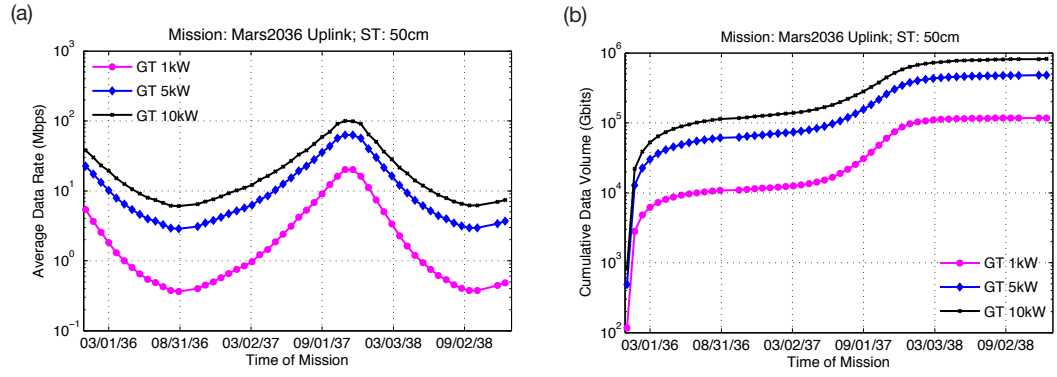 (a)
Mission: Mars2036 Uplink; ST: 50cm
10³
10²
10¹
10⁰
10⁻¹
Average Data Rate (Mbps)
GT 1kW
GT 5kW
GT 10kW
03/01/36 08/31/36 03/02/37 09/01/37 03/03/38 09/02/38
Time of Mission
(b)
Mission: Mars2036 Uplink; ST: 50cm
10⁶
10⁵
10⁴
10³
10²
Cumulative Data Volume (Gbits)
GT 1kW
GT 5kW
GT 10kW
03/01/36 08/31/36 03/02/37 09/01/37 03/03/38 09/02/38
Time of Mission